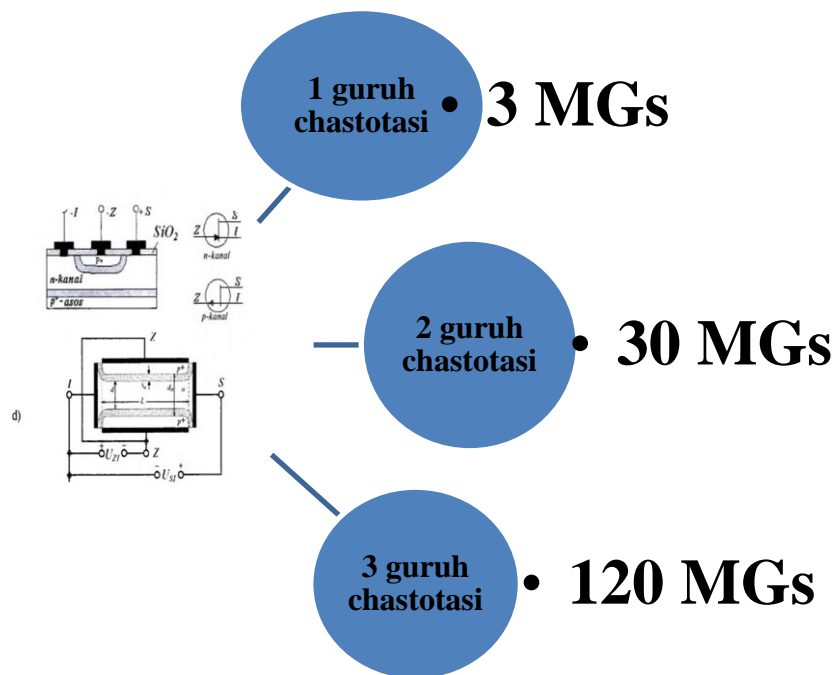 1 guruh
chastotasi
• 3 MGs
-I -Z +S
SiO2
P+
n-kanal
p+-asos
Z S I
n-kanal
Z S I
p-kanal
2 guruh
chastotasi
• 30 MGs
Z
I S
p+
L
p+
d)
+ UZI - Z
- USI +
3 guruh
chastotasi
• 120 MGs